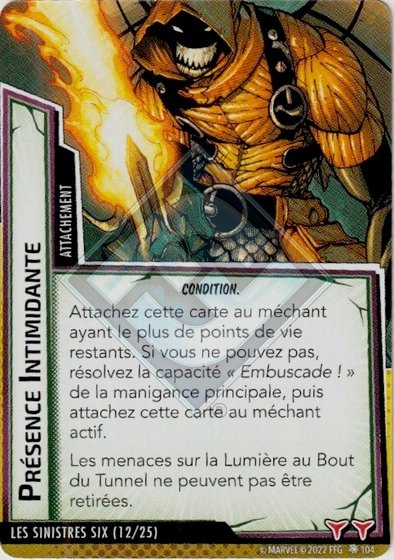 PRÉSENCE INTIMIDANTE
ATTACHEMENT
CONDITION.
Attachez cette carte au méchant
ayant le plus de points de vie
restants. Si vous ne pouvez pas,
résolvez la capacité « Embuscade ! »
de la manigance principale, puis
attachez cette carte au méchant
actif.
Les menaces sur la Lumière au Bout
du Tunnel ne peuvent pas être
retirées.
LES SINISTRES SIX (12/25)
© MARVEL © 2022 FFG 104